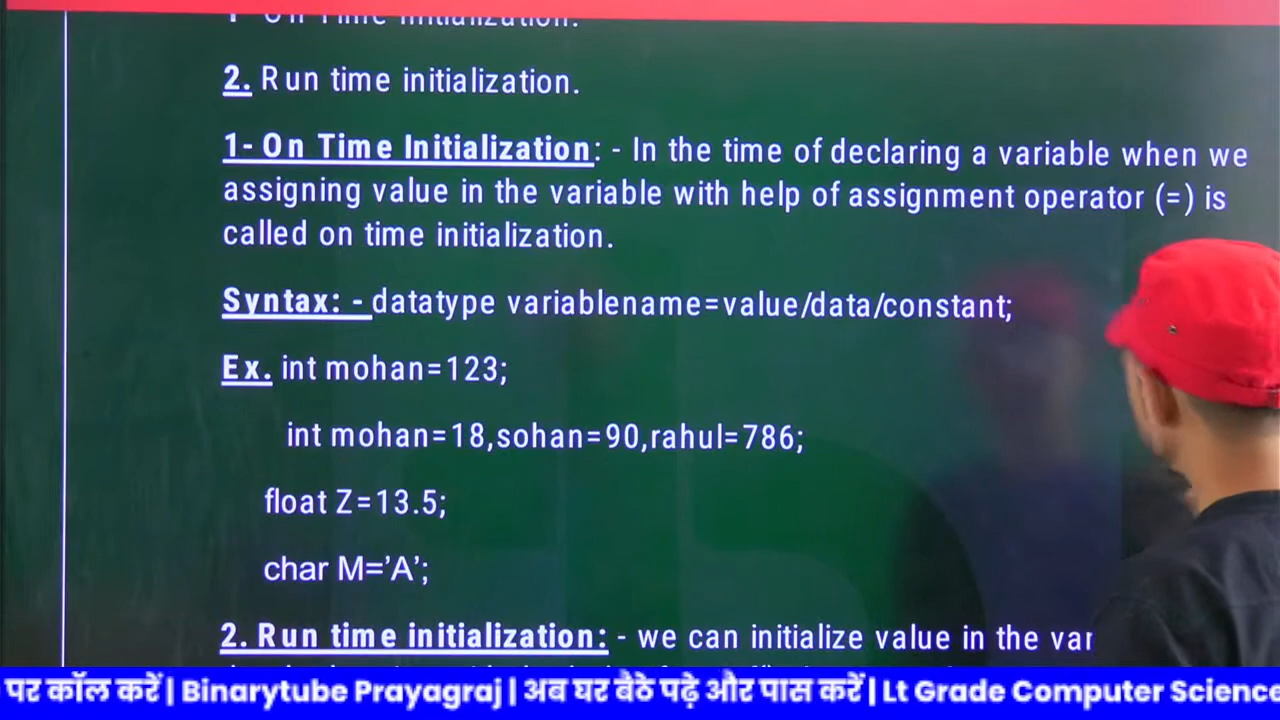 On Time Initialization.
2. Run time initialization.
1- On Time Initialization: - In the time of declaring a variable when we
assigning value in the variable with help of assignment operator (=) is
called on time initialization.
Syntax: - datatype variablename=value/data/constant;
Ex. int mohan=123;
int mohan=18,sohan=90,rahul=786;
float Z=13.5;
char M=’A’;
2. Run time initialization: - we can initialize value in the var
पर कॉल करें | Binarytube Prayagraj | अब घर बैठे पढ़े और पास करें | Lt Grade Computer Science